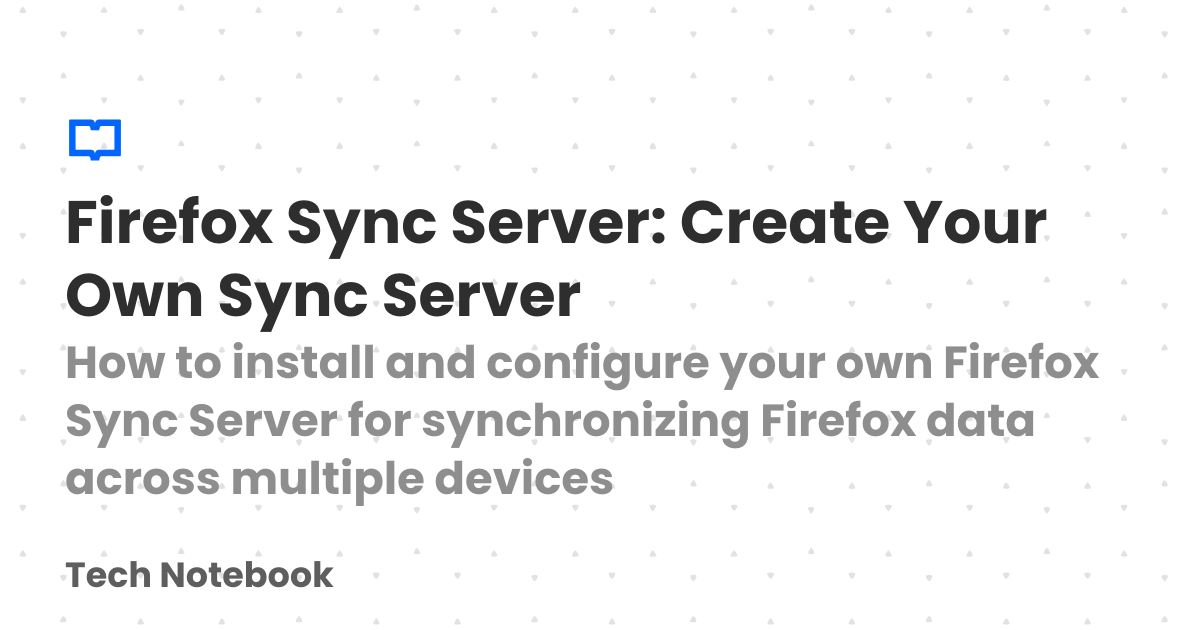 Firefox Sync Server: Create Your
Own Sync Server
How to install and configure your own Firefox
Sync Server for synchronizing Firefox data
across multiple devices
Tech Notebook